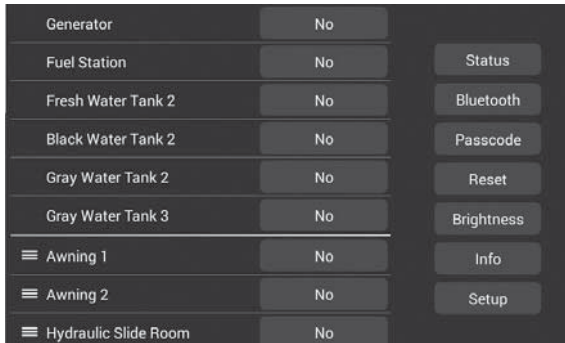 Generator No
Fuel Station No
Fresh Water Tank 2 No
Black Water Tank 2 No
Gray Water Tank 2 No
Gray Water Tank 3 No
Awning 1 No
Awning 2 No
Hydraulic Slide Room No
Status
Bluetooth
Passcode
Reset
Brightness
Info
Setup